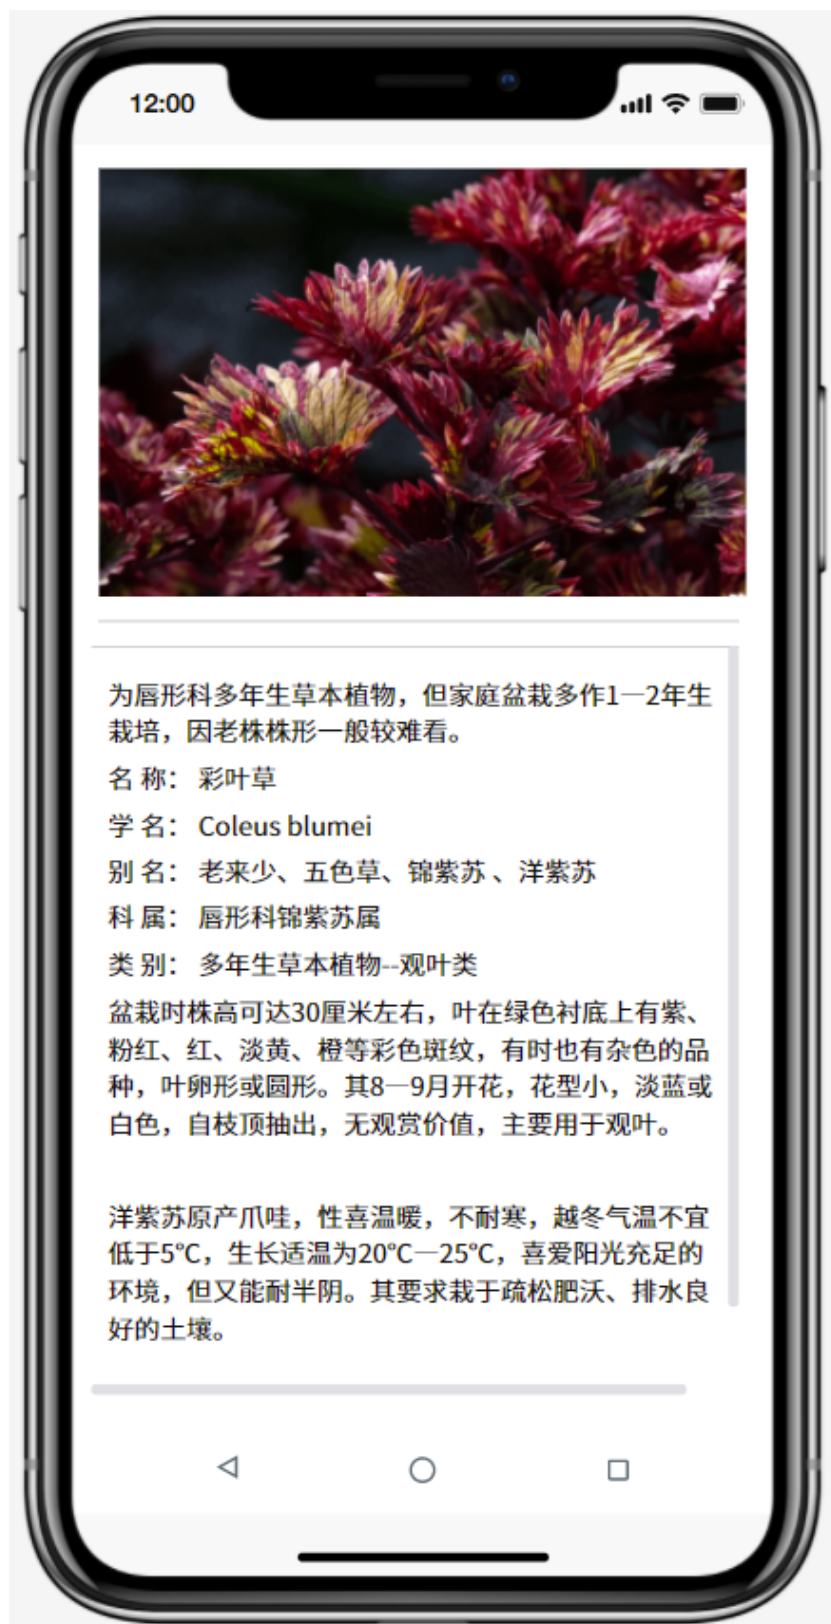 12:00
为唇形科多年生草本植物，但家庭盆栽多作1—2年生
栽培，因老株株形一般较难看。
名 称： 彩叶草
学 名： Coleus blumei
别 名： 老来少、五色草、锦紫苏 、洋紫苏
科 属： 唇形科锦紫苏属
类 别： 多年生草本植物--观叶类
盆栽时株高可达30厘米左右，叶在绿色衬底上有紫、
粉红、红、淡黄、橙等彩色斑纹，有时也有杂色的品
种，叶卵形或圆形。其8—9月开花，花型小，淡蓝或
白色，自枝顶抽出，无观赏价值，主要用于观叶。
洋紫苏原产爪哇，性喜温暖，不耐寒，越冬气温不宜
低于5℃，生长适温为20℃—25℃，喜爱阳光充足的
环境，但又能耐半阴。其要求栽于疏松肥沃、排水良
好的土壤。